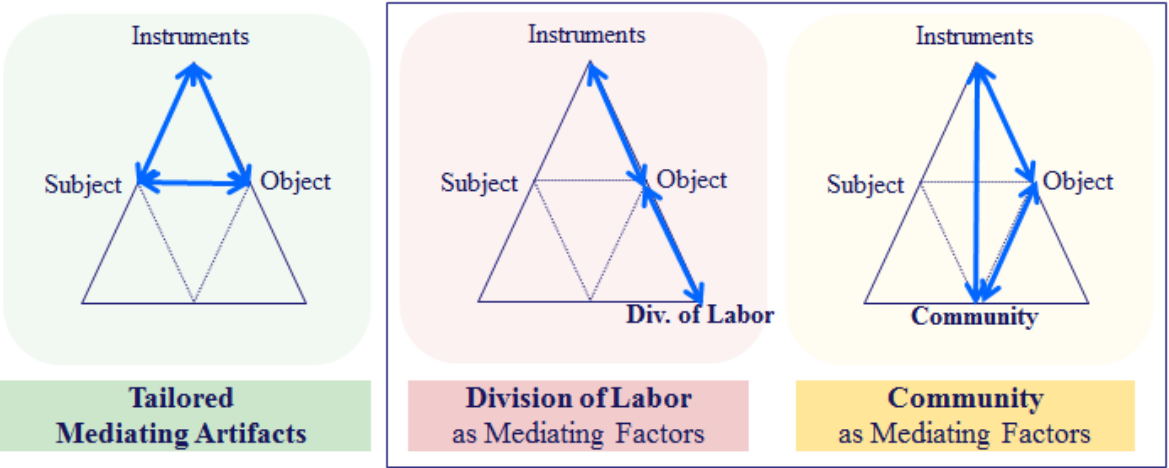 Instruments
Subject
Object
Tailored
Mediating Artifacts
Instruments
Subject
Object
Div. of Labor
Division of Labor
as Mediating Factors
Instruments
Subject
Object
Community
Community
as Mediating Factors